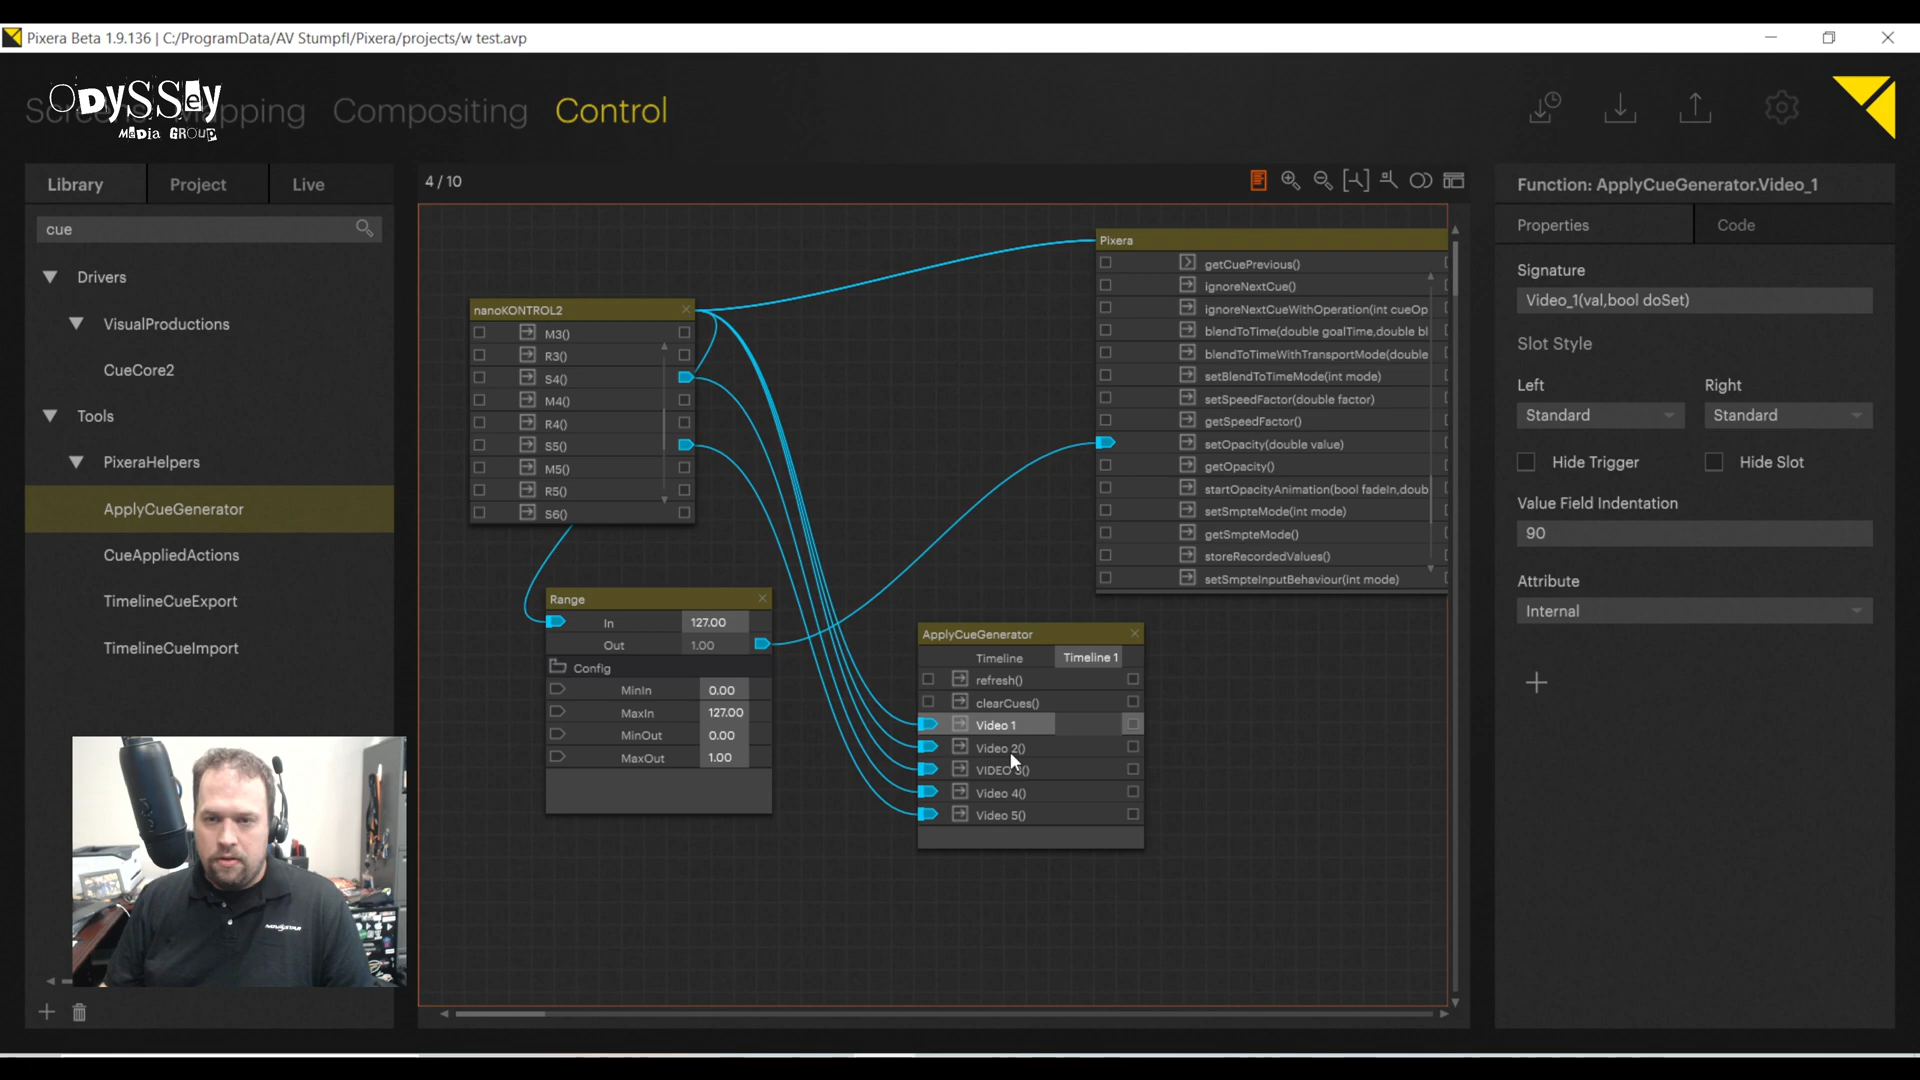 Pixera Beta 1.9.136 | C:/ProgramData/AV Stumpfl/Pixera/projects/w test.avp
ODYSSEY
MEDIA GROUP
Mapping
Compositing
Control
Library
Project
Live
cue
Drivers
VisualProductions
CueCore2
Tools
PixeraHelpers
ApplyCueGenerator
CueAppliedActions
TimelineCueExport
TimelineCueImport
4 / 10
nanoKONTROL2
M3()
R3()
S4()
M4()
R4()
S5()
M5()
R5()
S6()
Range
In 127.00
Out 1.00
Config
MinIn 0.00
MaxIn 127.00
MinOut 0.00
MaxOut 1.00
Pixera
getCuePrevious()
ignoreNextCue()
ignoreNextCueWithOperation(int cueOp
blendToTime(double goalTime,double bl
blendToTimeWithTransportMode(double
setBlendToTimeMode(int mode)
setSpeedFactor(double factor)
getSpeedFactor()
setOpacity(double value)
getOpacity()
startOpacityAnimation(bool fadeIn,doub
setSmpteMode(int mode)
getSmpteMode()
storeRecordedValues()
setSmpteInputBehaviour(int mode)
ApplyCueGenerator
Timeline Timeline 1
refresh()
clearCues()
Video 1
Video 2()
VIDEO 3()
Video 4()
Video 5()
Function: ApplyCueGenerator.Video_1
Properties
Code
Signature
Video_1(val,bool doSet)
Slot Style
Left Right
Standard Standard
Hide Trigger Hide Slot
Value Field Indentation
90
Attribute
Internal
NOVASTAR